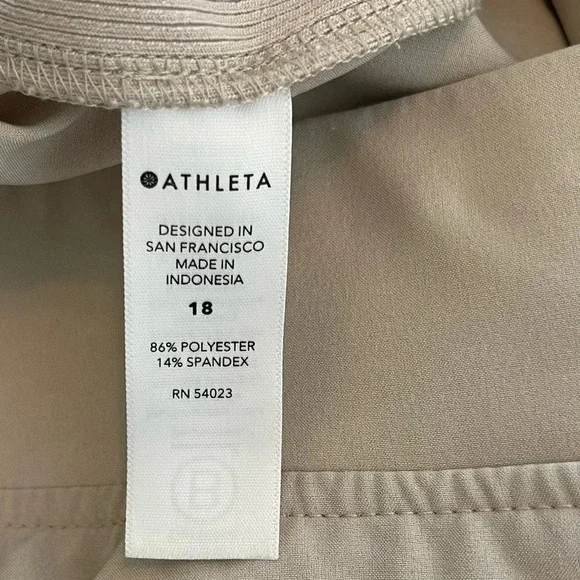 ATHLETA
DESIGNED IN
SAN FRANCISCO
MADE IN
INDONESIA
18
86% POLYESTER
14% SPANDEX
RN 54023